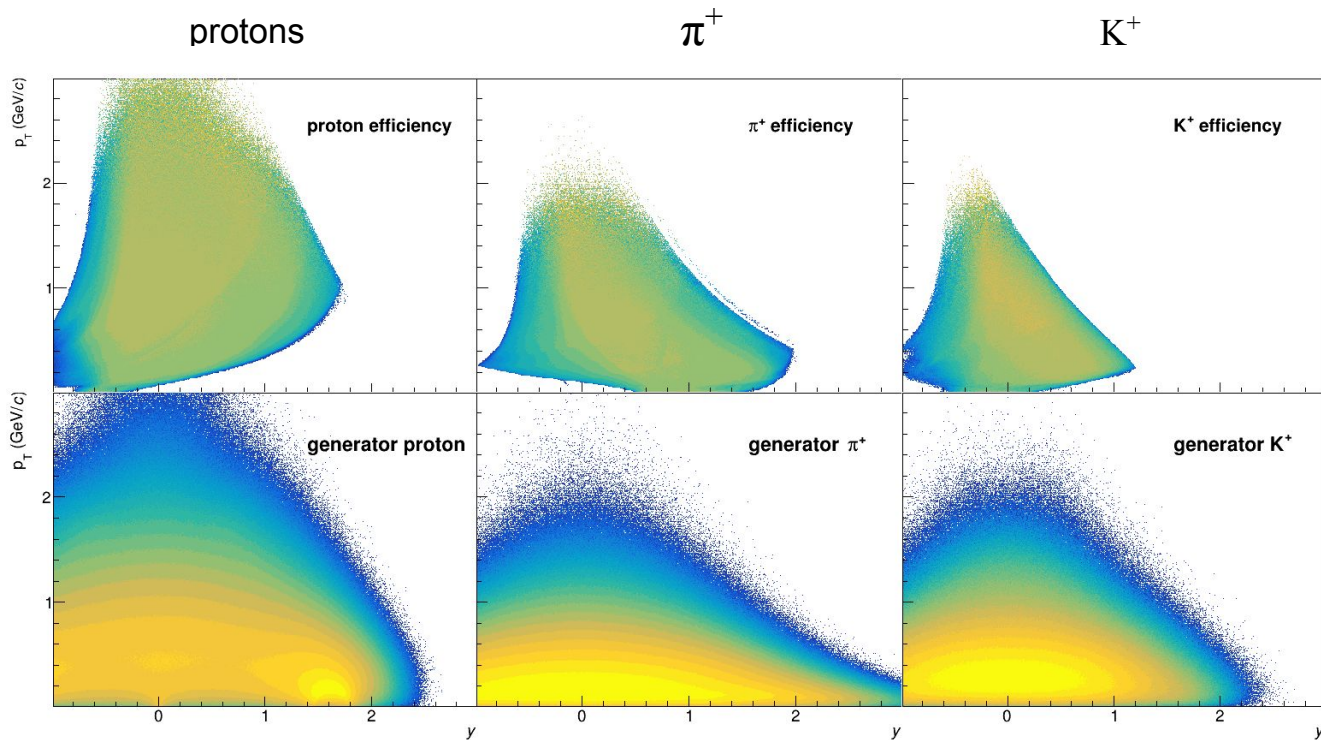 protons π⁺ K⁺
p_T (GeV/c)
proton efficiency π⁺ efficiency K⁺ efficiency
2
1
p_T (GeV/c)
generator proton generator π⁺ generator K⁺
2
1
0 1 2 y 0 1 2 y 0 1 2 y